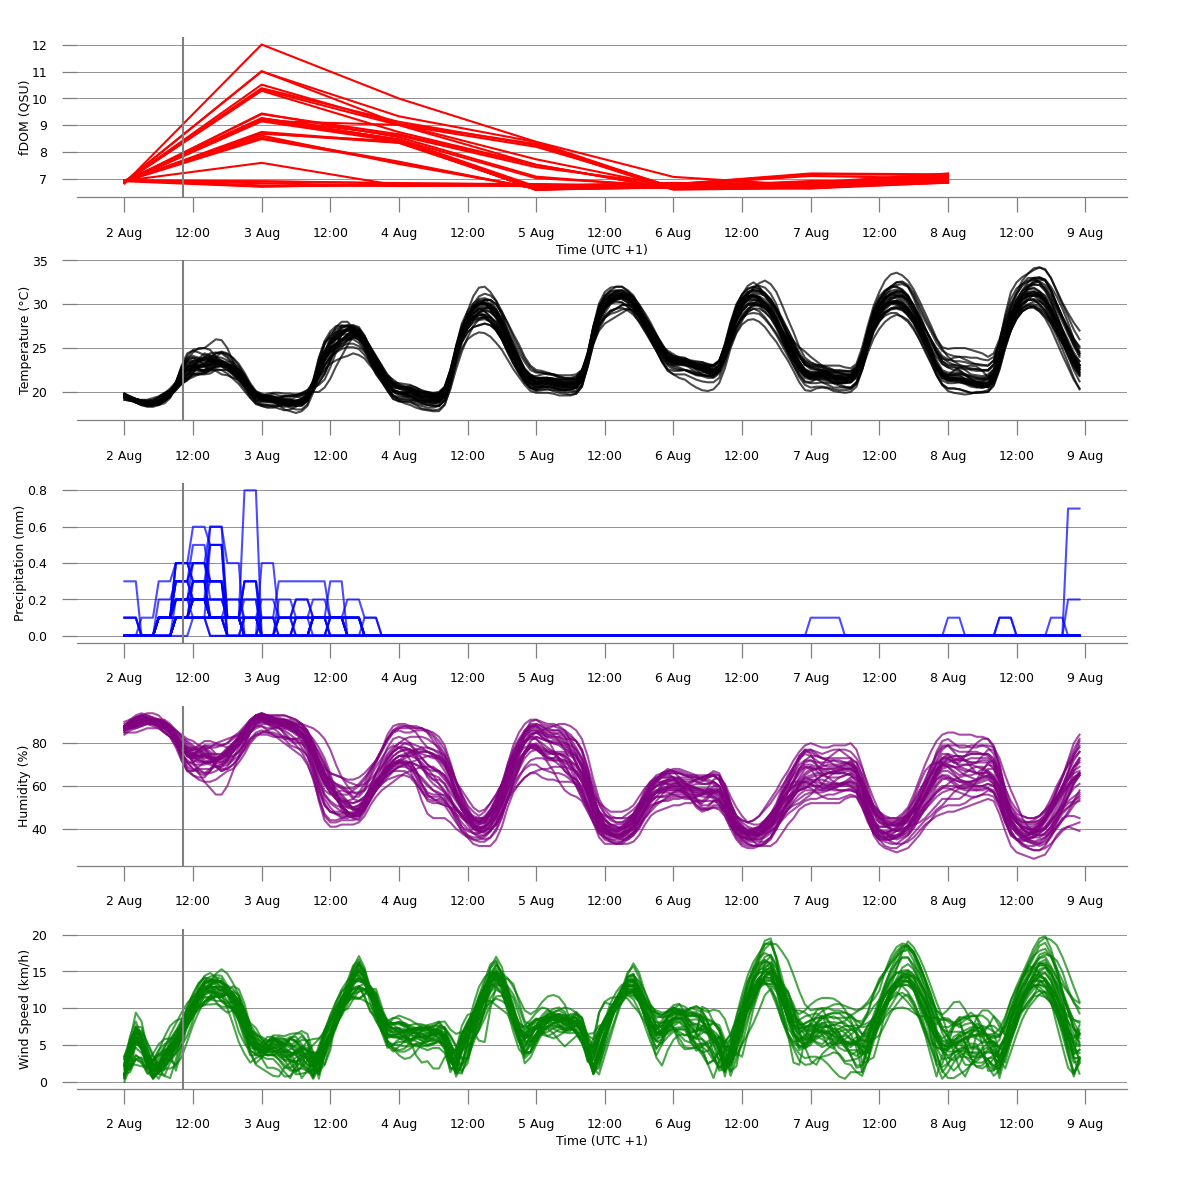 fDOM (QSU)
12
11
10
9
8
7
2 Aug 12:00 3 Aug 12:00 4 Aug 12:00 5 Aug 12:00 6 Aug 12:00 7 Aug 12:00 8 Aug 12:00 9 Aug
Time (UTC +1)
Temperature (°C)
35
30
25
20
2 Aug 12:00 3 Aug 12:00 4 Aug 12:00 5 Aug 12:00 6 Aug 12:00 7 Aug 12:00 8 Aug 12:00 9 Aug
Precipitation (mm)
0.8
0.6
0.4
0.2
0.0
2 Aug 12:00 3 Aug 12:00 4 Aug 12:00 5 Aug 12:00 6 Aug 12:00 7 Aug 12:00 8 Aug 12:00 9 Aug
Humidity (%)
80
60
40
2 Aug 12:00 3 Aug 12:00 4 Aug 12:00 5 Aug 12:00 6 Aug 12:00 7 Aug 12:00 8 Aug 12:00 9 Aug
Wind Speed (km/h)
20
15
10
5
0
2 Aug 12:00 3 Aug 12:00 4 Aug 12:00 5 Aug 12:00 6 Aug 12:00 7 Aug 12:00 8 Aug 12:00 9 Aug
Time (UTC +1)